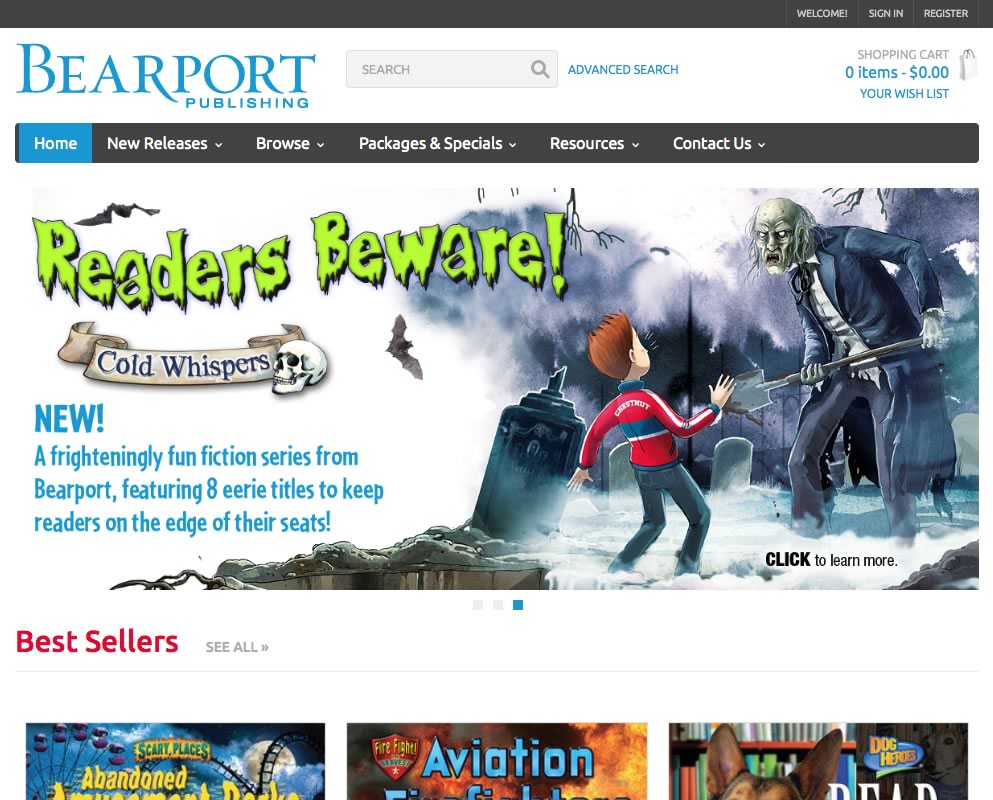 WELCOME! SIGN IN REGISTER
BEARPORT
PUBLISHING
SEARCH
ADVANCED SEARCH
SHOPPING CART
0 items - $0.00
YOUR WISH LIST
Home New Releases Browse Packages & Specials Resources Contact Us
Readers Beware!
Cold Whispers
CHESTNUT
NEW!
A frighteningly fun fiction series from
Bearport, featuring 8 eerie titles to keep
readers on the edge of their seats!
CLICK to learn more.
Best Sellers SEE ALL »
SCARY PLACES
Abandoned
Amusement Parks
Fire Fight!
THE BRAVEST
Aviation
Firefighters
DOG HEROES
READ